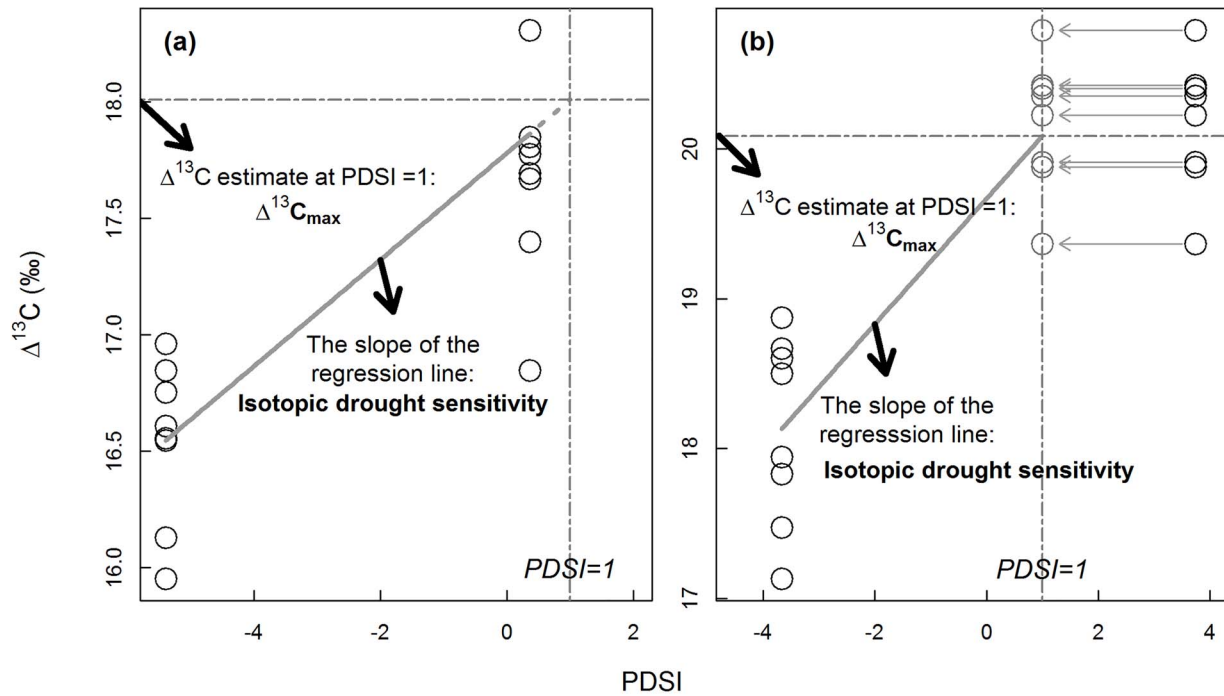 (a)
Δ¹³C estimate at PDSI =1:
Δ¹³Cmax
The slope of the
regression line:
Isotopic drought sensitivity
PDSI=1
16.0
16.5
17.0
17.5
18.0
-4
-2
0
2
Δ¹³C (‰)
(b)
Δ¹³C estimate at PDSI =1:
Δ¹³Cmax
The slope of the
regresssion line:
Isotopic drought sensitivity
PDSI=1
17
18
19
20
-4
-2
0
2
4
PDSI